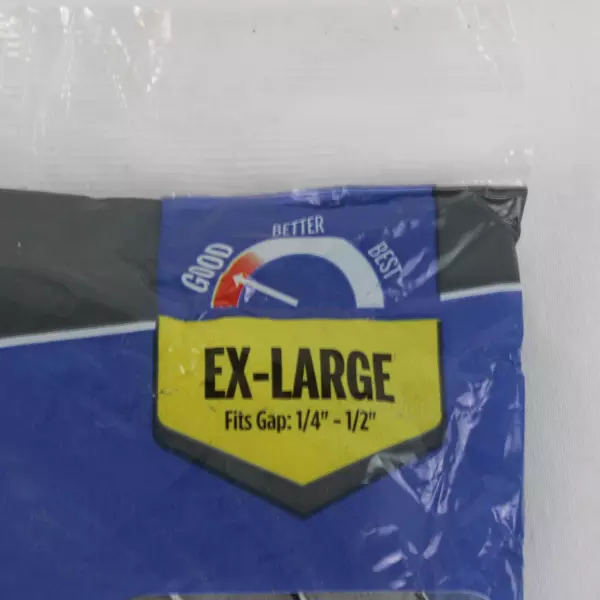 GOOD
BETTER
BEST
EX-LARGE
Fits Gap: 1/4" - 1/2"